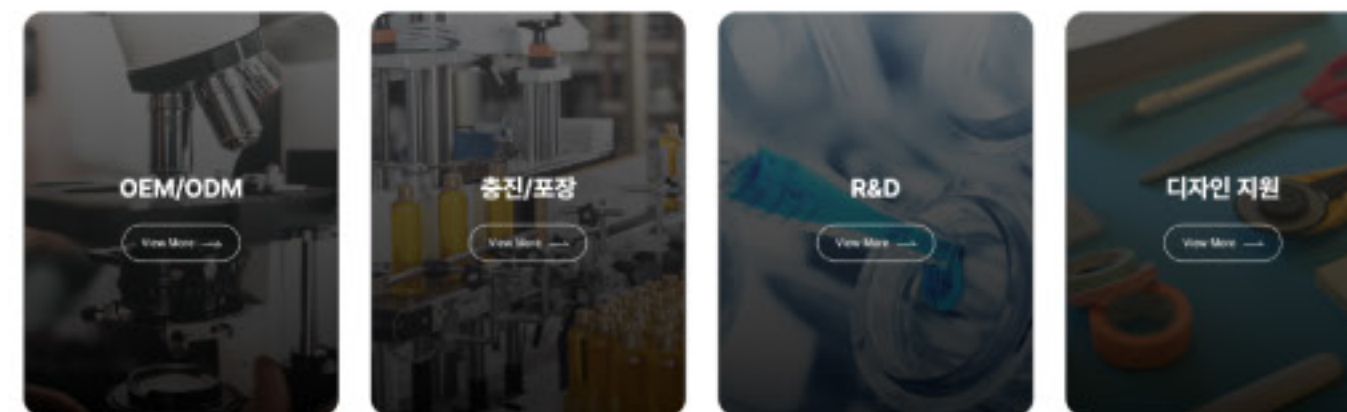 OEM/ODM
View More
충진/포장
View More
R&D
View More
디자인 지원
View More